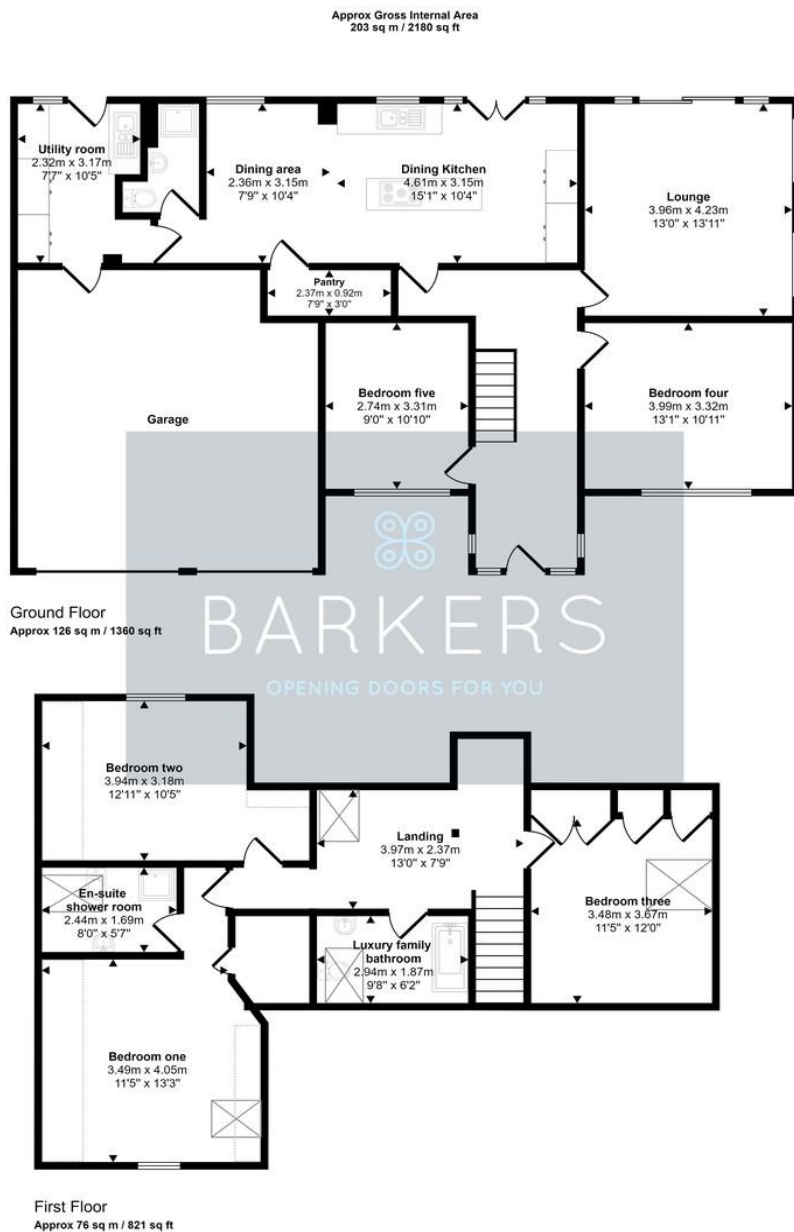 Approx Gross Internal Area
203 sq m / 2180 sq ft
Utility room
2.32m x 3.17m
7'7" x 10'5"
Dining area
2.36m x 3.15m
7'9" x 10'4"
Dining Kitchen
4.61m x 3.15m
15'1" x 10'4"
Lounge
3.96m x 4.23m
13'0" x 13'11"
Pantry
2.37m x 0.92m
7'9" x 3'0"
Garage
Bedroom five
2.74m x 3.31m
9'0" x 10'10"
Bedroom four
3.99m x 3.32m
13'1" x 10'11"
Ground Floor
Approx 126 sq m / 1360 sq ft
BARKERS
OPENING DOORS FOR YOU
Bedroom two
3.94m x 3.18m
12'11" x 10'5"
Landing
3.97m x 2.37m
13'0" x 7'9"
En-suite
shower room
2.44m x 1.69m
8'0" x 5'7"
Bedroom three
3.48m x 3.67m
11'5" x 12'0"
Luxury family
bathroom
2.94m x 1.87m
9'8" x 6'2"
Bedroom one
3.49m x 4.05m
11'5" x 13'3"
First Floor
Approx 76 sq m / 821 sq ft